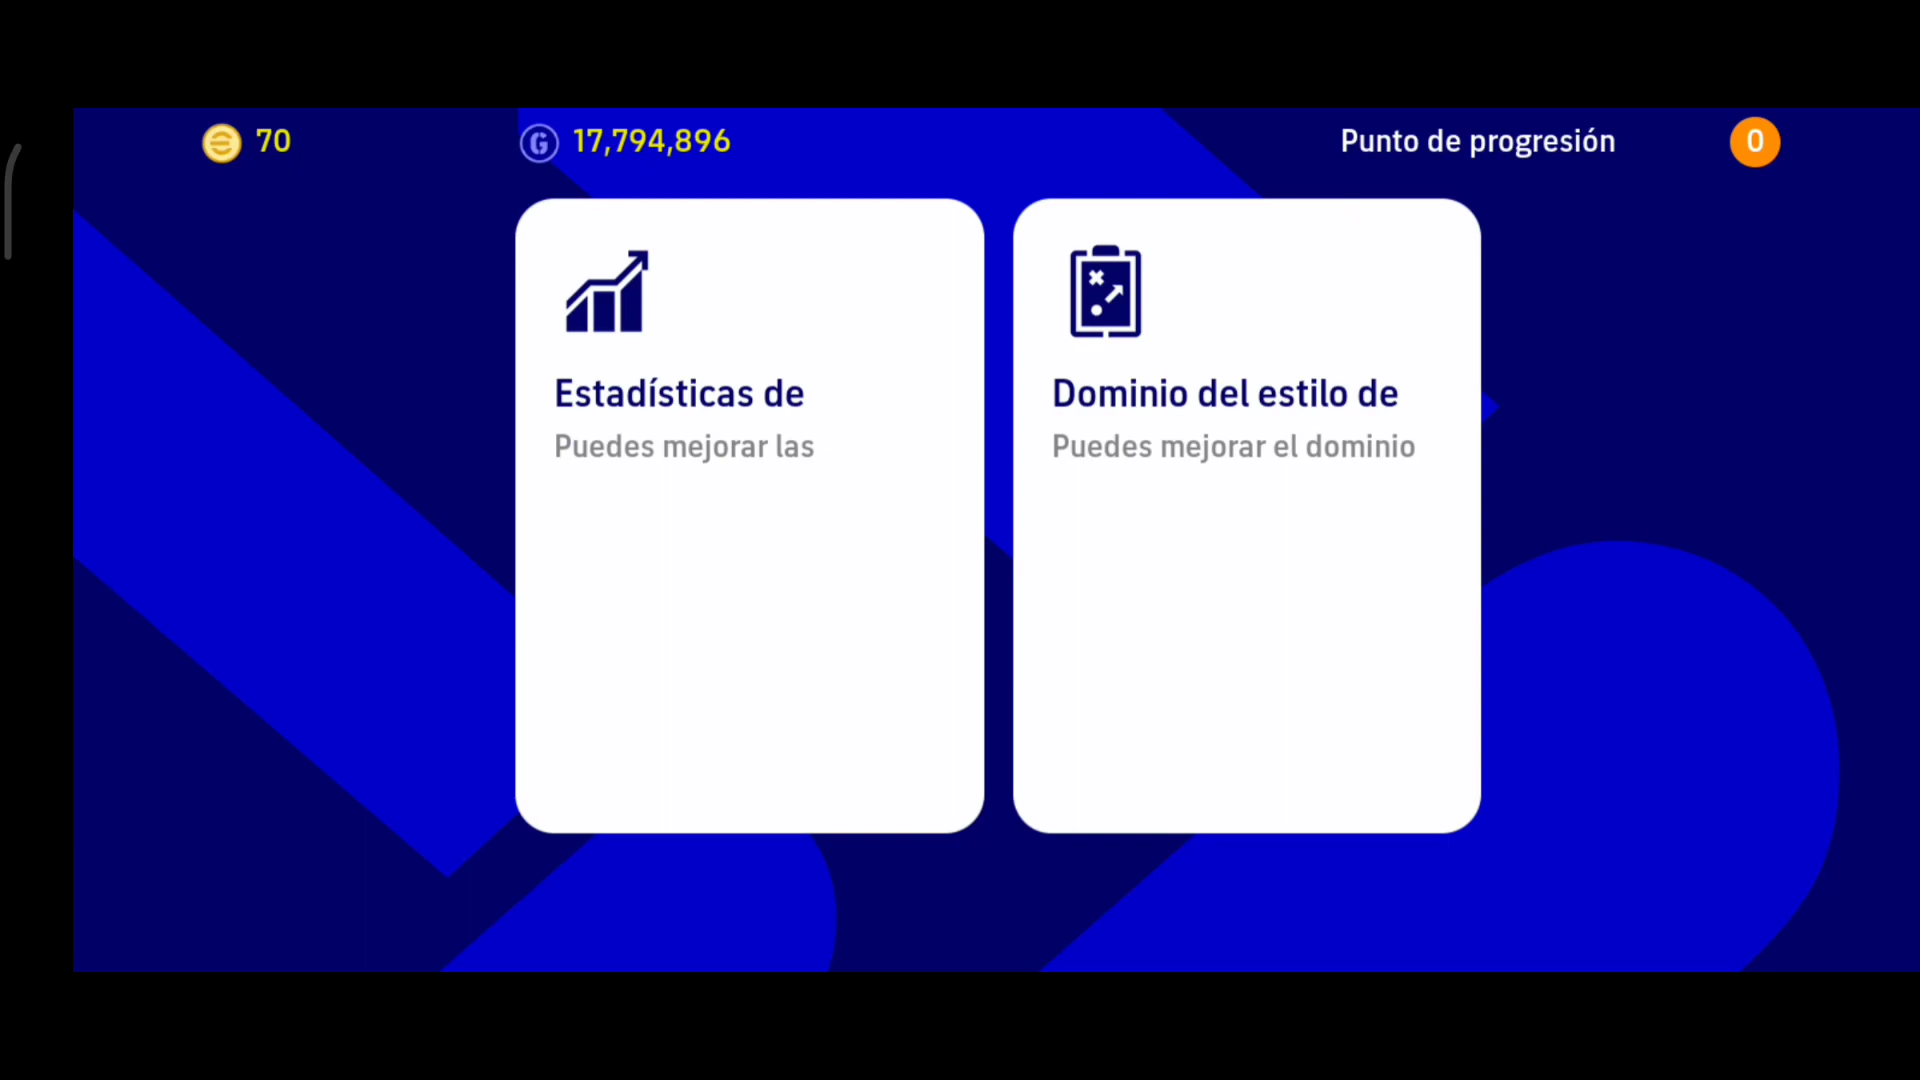 70
G 17,794,896
Punto de progresión
0
Estadísticas de
Puedes mejorar las
Dominio del estilo de
Puedes mejorar el dominio